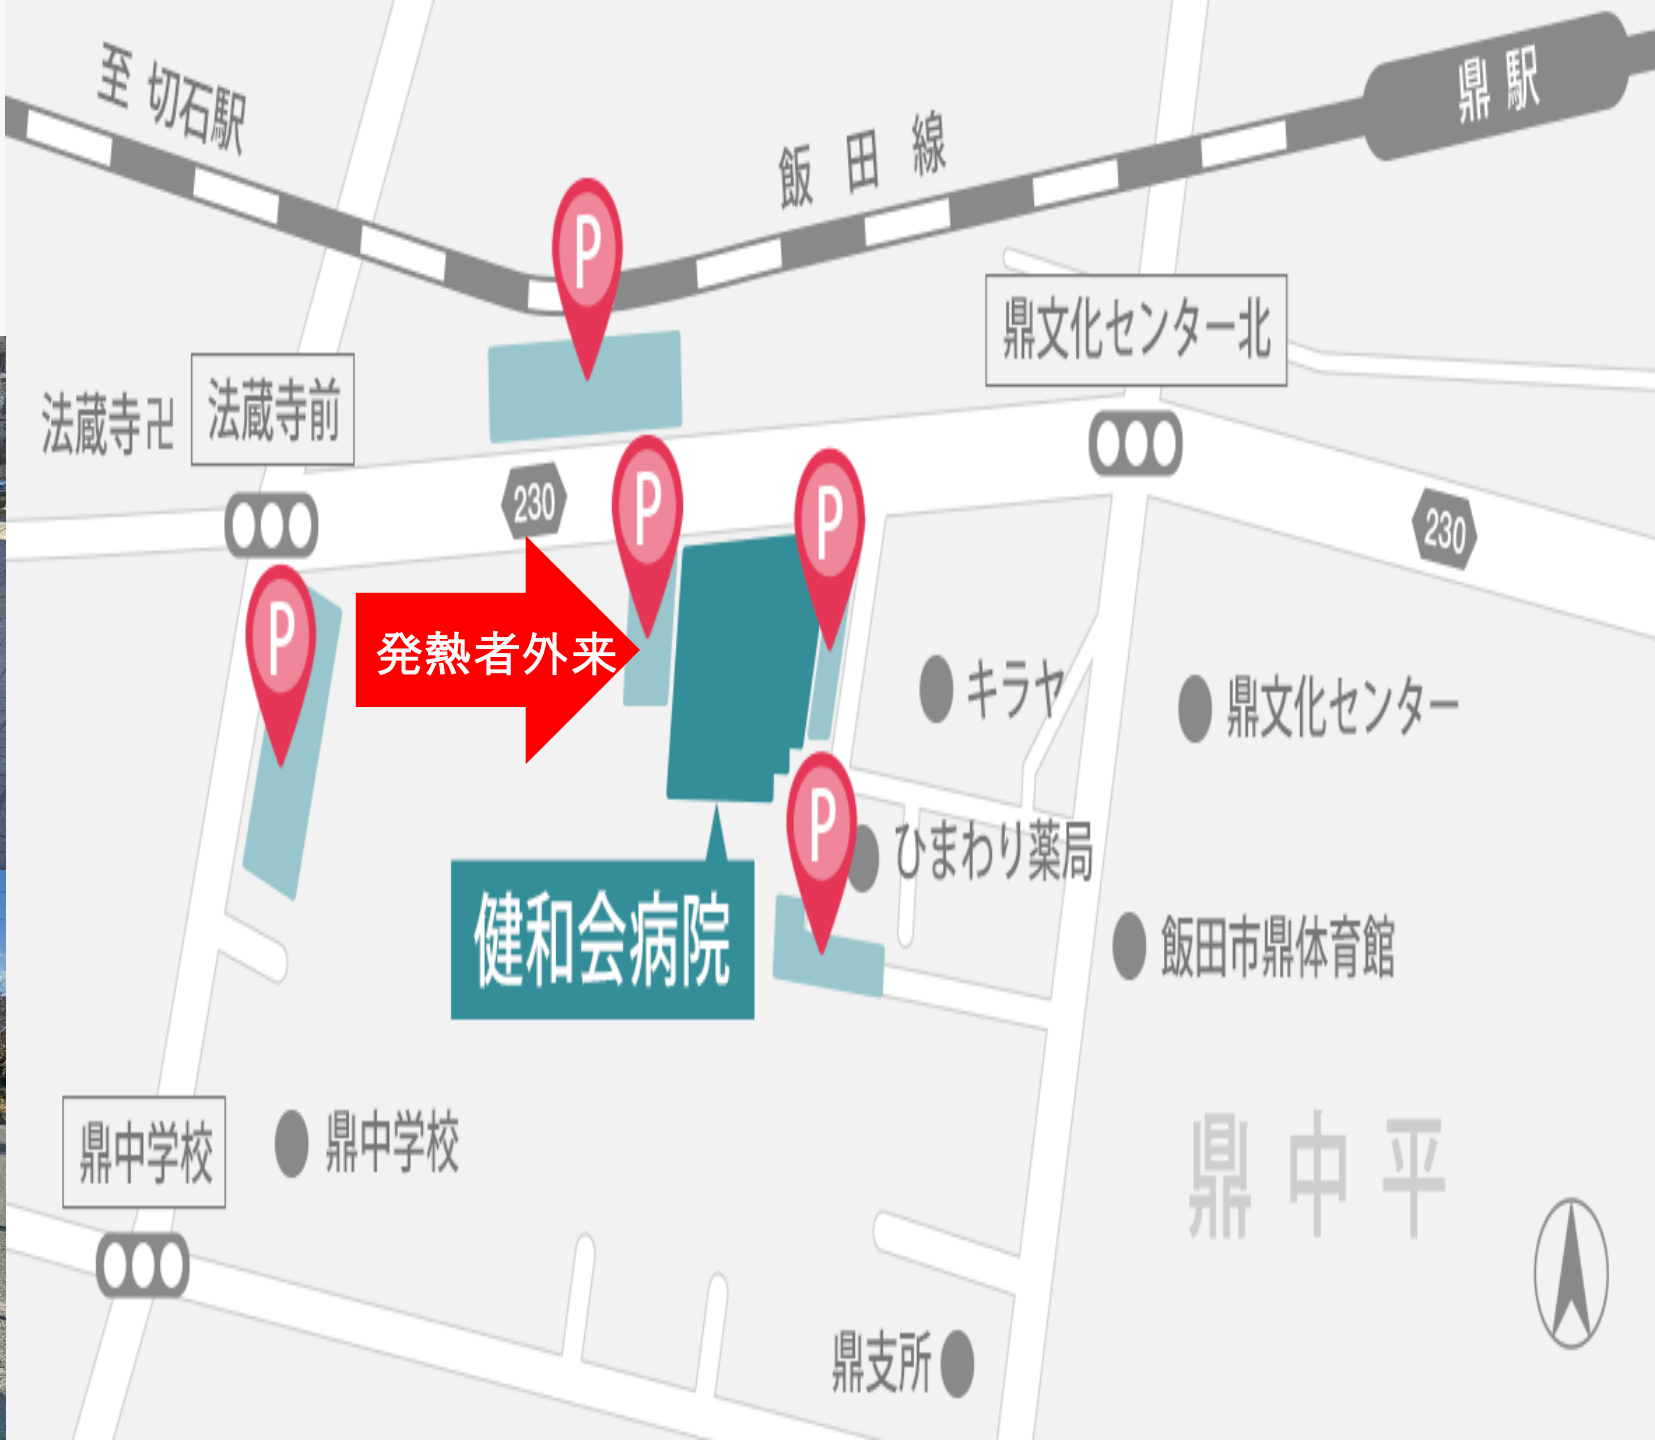 至 切石駅
飯田線
鼎駅
P
鼎文化センター北
法蔵寺卍
法蔵寺前
230
P
P
230
P
発熱者外来
キラヤ
鼎文化センター
P
ひまわり薬局
健和会病院
飯田市鼎体育館
鼎中学校
鼎中学校
鼎中平
鼎支所